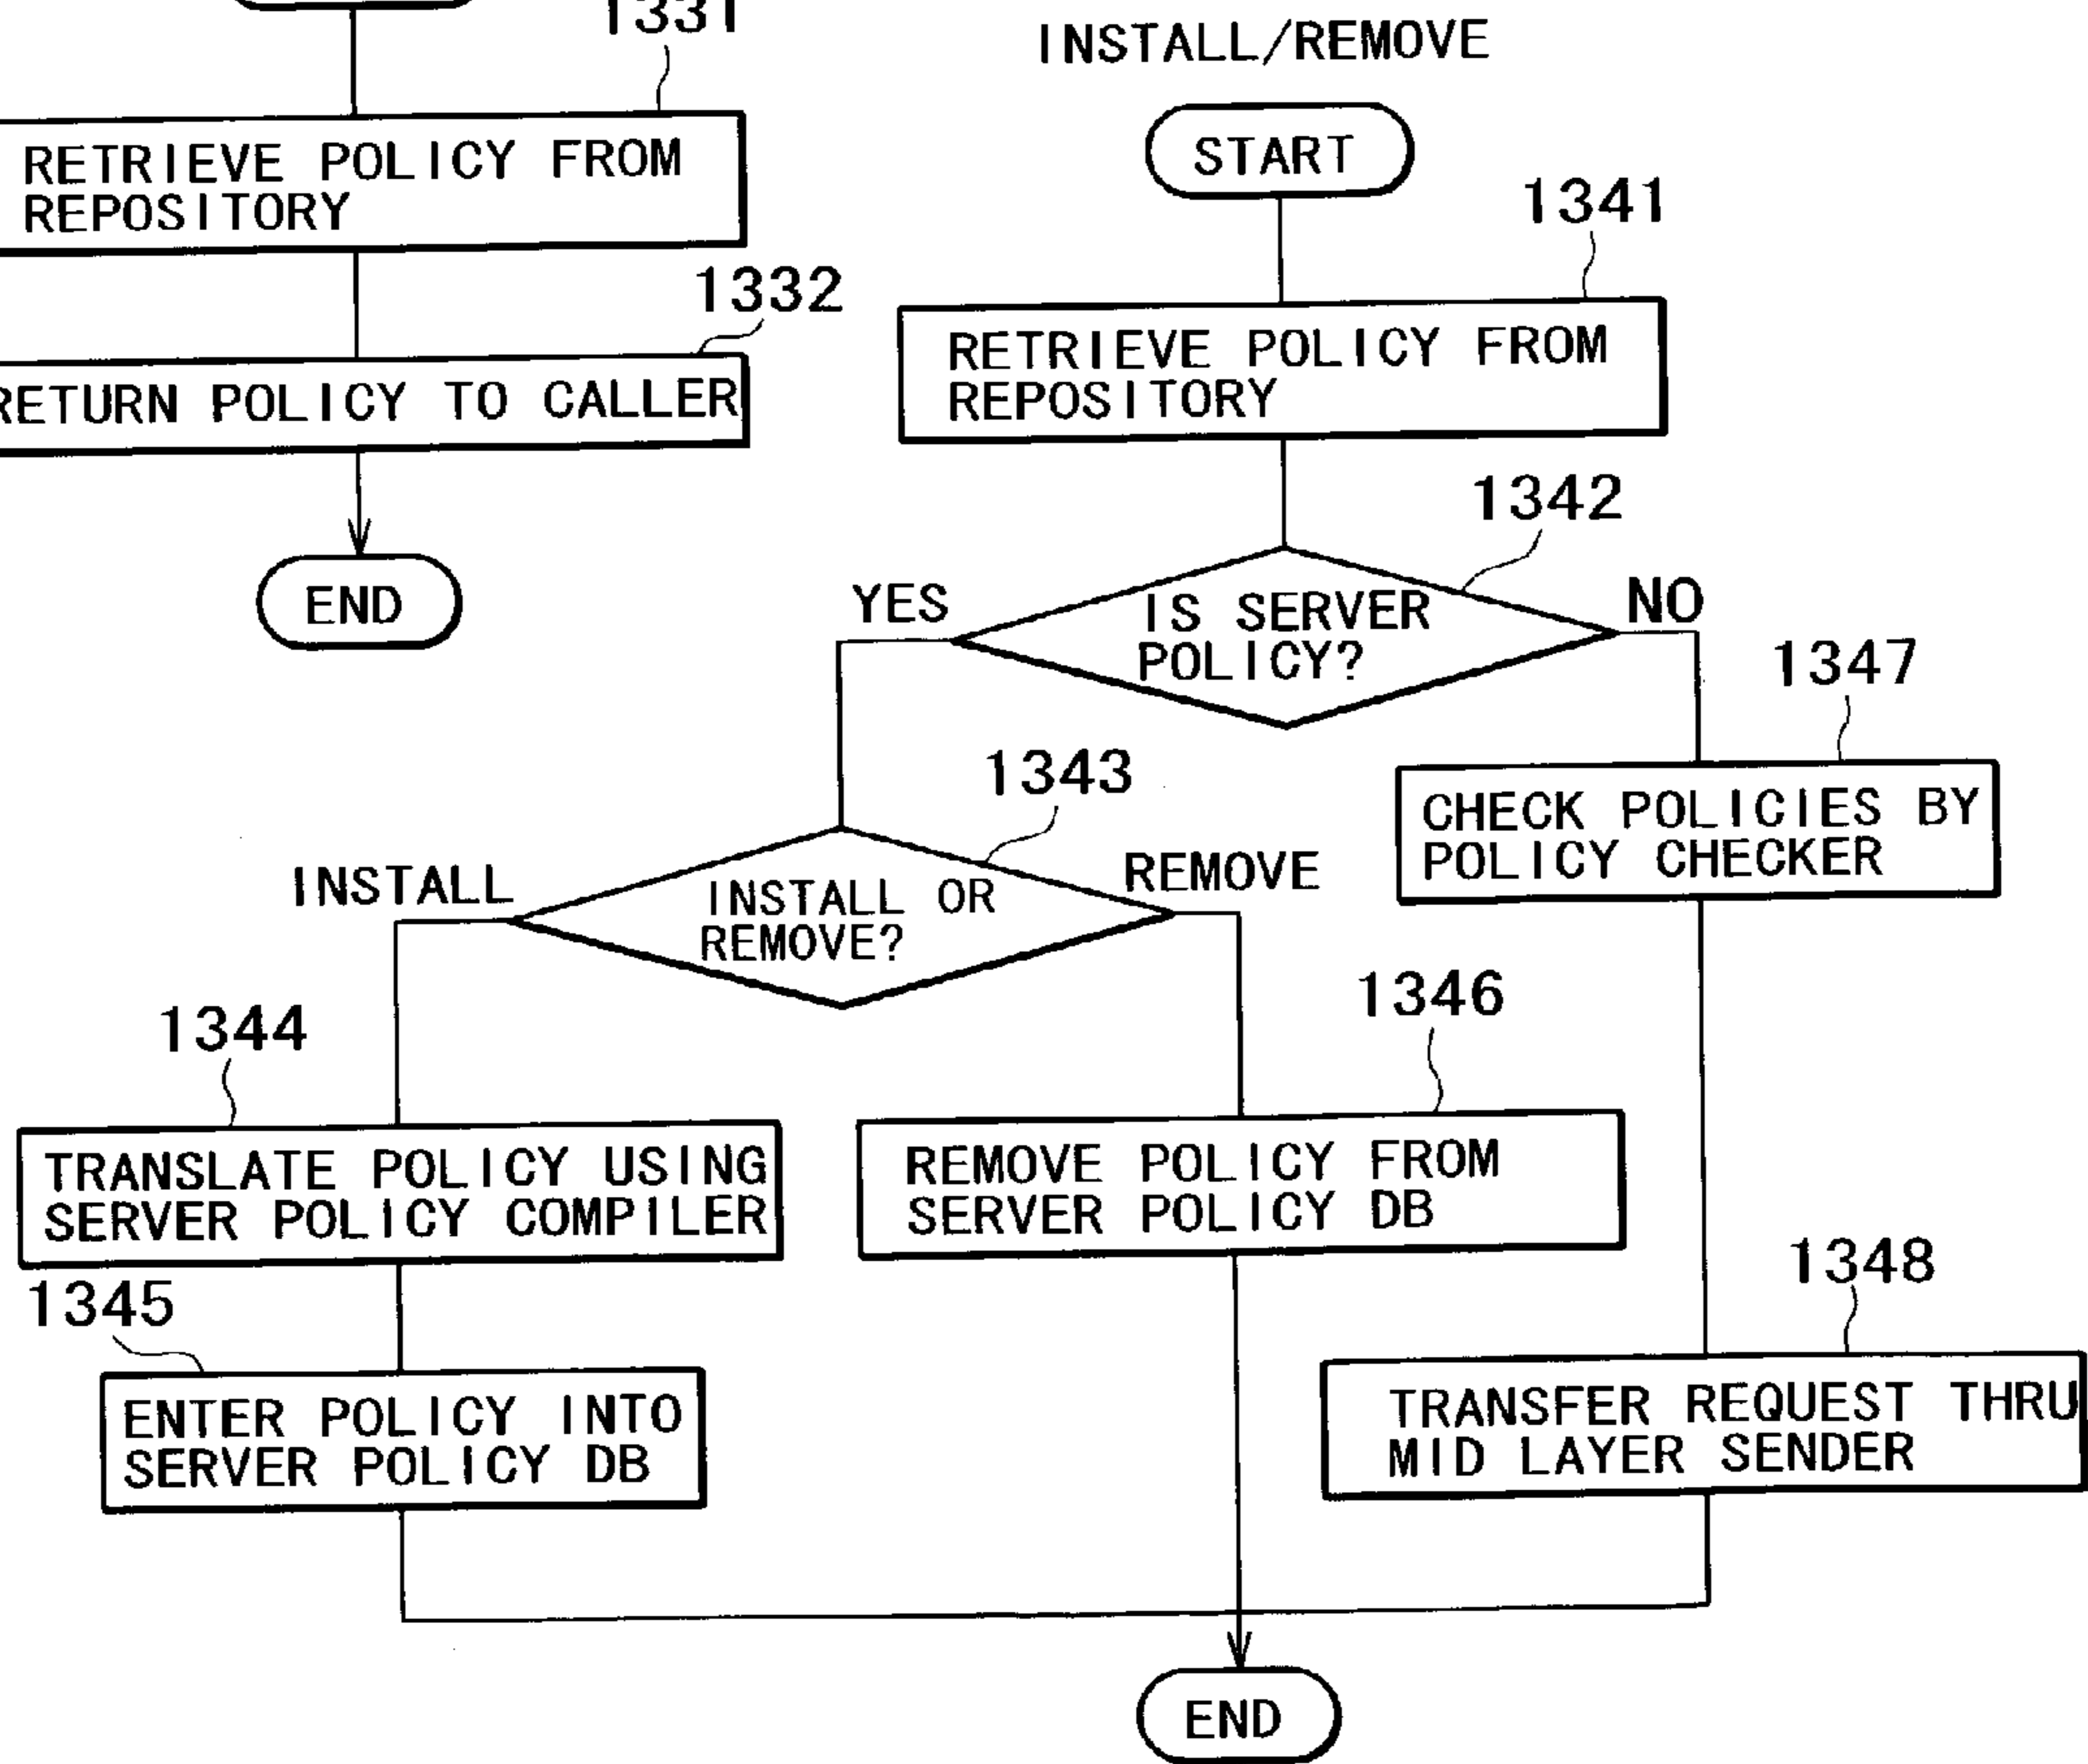 1331
RETRIEVE POLICY FROM
REPOSITORY
1332
RETURN POLICY TO CALLER
END
INSTALL/REMOVE
START
1341
RETRIEVE POLICY FROM
REPOSITORY
1342
IS SERVER
POLICY?
YES
NO
1343
INSTALL OR
REMOVE?
INSTALL
REMOVE
1344
TRANSLATE POLICY USING
SERVER POLICY COMPILER
1345
ENTER POLICY INTO
SERVER POLICY DB
1346
REMOVE POLICY FROM
SERVER POLICY DB
1347
CHECK POLICIES BY
POLICY CHECKER
1348
TRANSFER REQUEST THRU
MID LAYER SENDER
END